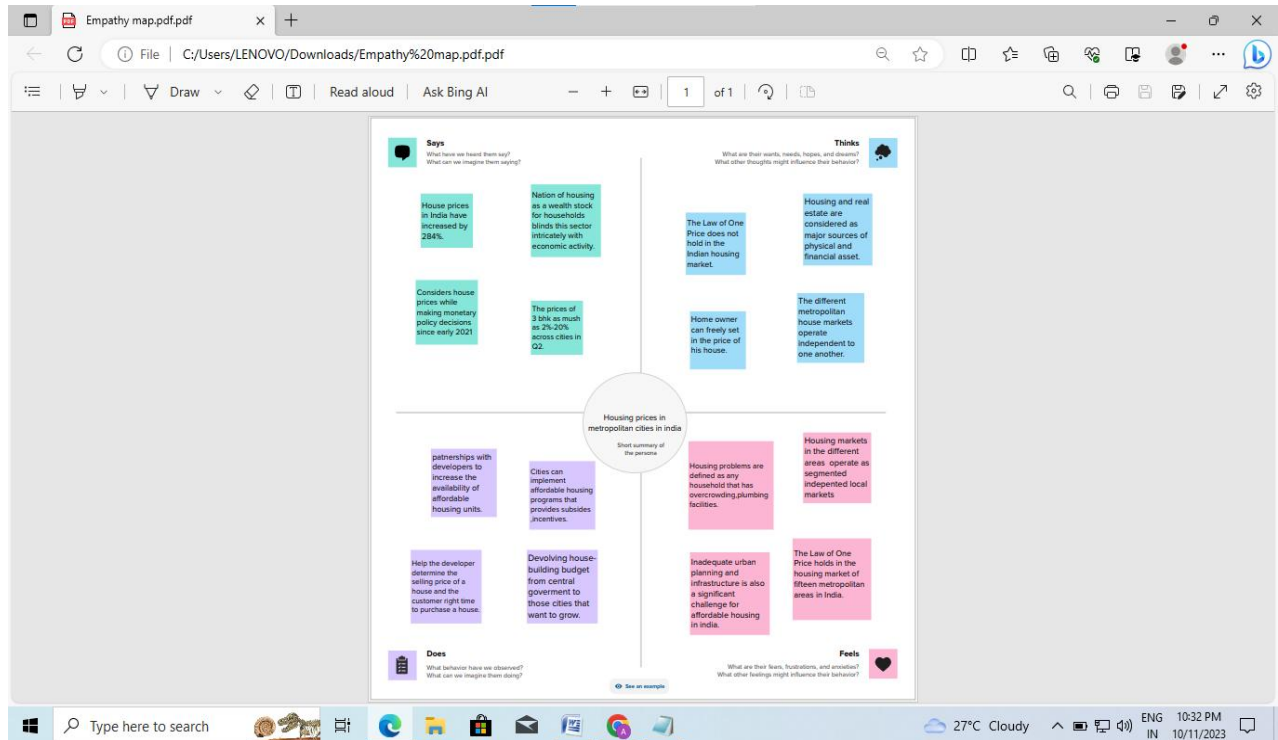 Empathy map.pdf.pdf
File
C:/Users/LENOVO/Downloads/Empathy%20map.pdf.pdf
Draw
Read aloud
Ask Bing AI
1
of 1
Says
What have we heard them say?
What can we imagine them saying?
House prices
in India have
increased by
284%.
Nation of housing
as a wealth stock
for households
blinds this sector
intricately with
economic activity.
Considers house
prices while
making monetary
policy decisions
since early 2021
The prices of
3 bhk as mush
as 2%-20%
across cities in
Q2.
Thinks
What are their wants, needs, hopes, and dreams?
What other thoughts might influence their behavior?
The Law of One
Price does not
hold in the
Indian housing
market.
Housing and real
estate are
considered as
major sources of
physical and
financial asset.
Home owner
can freely set
in the price of
his house.
The different
metropolitan
house markets
operate
independent to
one another.
Housing prices in
metropolitan cities in india
Short summary of
the persona
patnerships with
developers to
increase the
availability of
affordable
housing units.
Cities can
implement
affordable housing
programs that
provides subsides
,incentives.
Help the developer
determine the
selling price of a
house and the
customer right time
to purchase a house.
Devolving house-
building budget
from central
goverment to
those cities that
want to grow.
Does
What behavior have we observed?
What can we imagine them doing?
Housing problems are
defined as any
household that has
overcrowding,plumbing
facilities.
Housing markets
in the different
areas operate as
segmented
indepented local
markets
Inadequate urban
planning and
infrastructure is also
a significant
challenge for
affordable housing
in india.
The Law of One
Price holds in the
housing market of
fifteen metropolitan
areas in India.
Feels
What are their fears, frustrations, and anxieties?
What other feelings might influence their behavior?
See an example
Type here to search
27°C Cloudy
ENG
IN
10:32 PM
10/11/2023